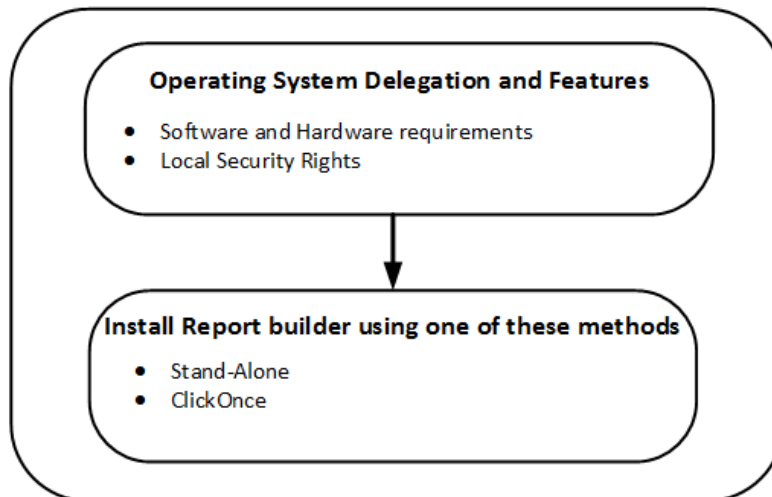 Operating System Delegation and Features
• Software and Hardware requirements
• Local Security Rights
Install Report builder using one of these methods
• Stand-Alone
• ClickOnce